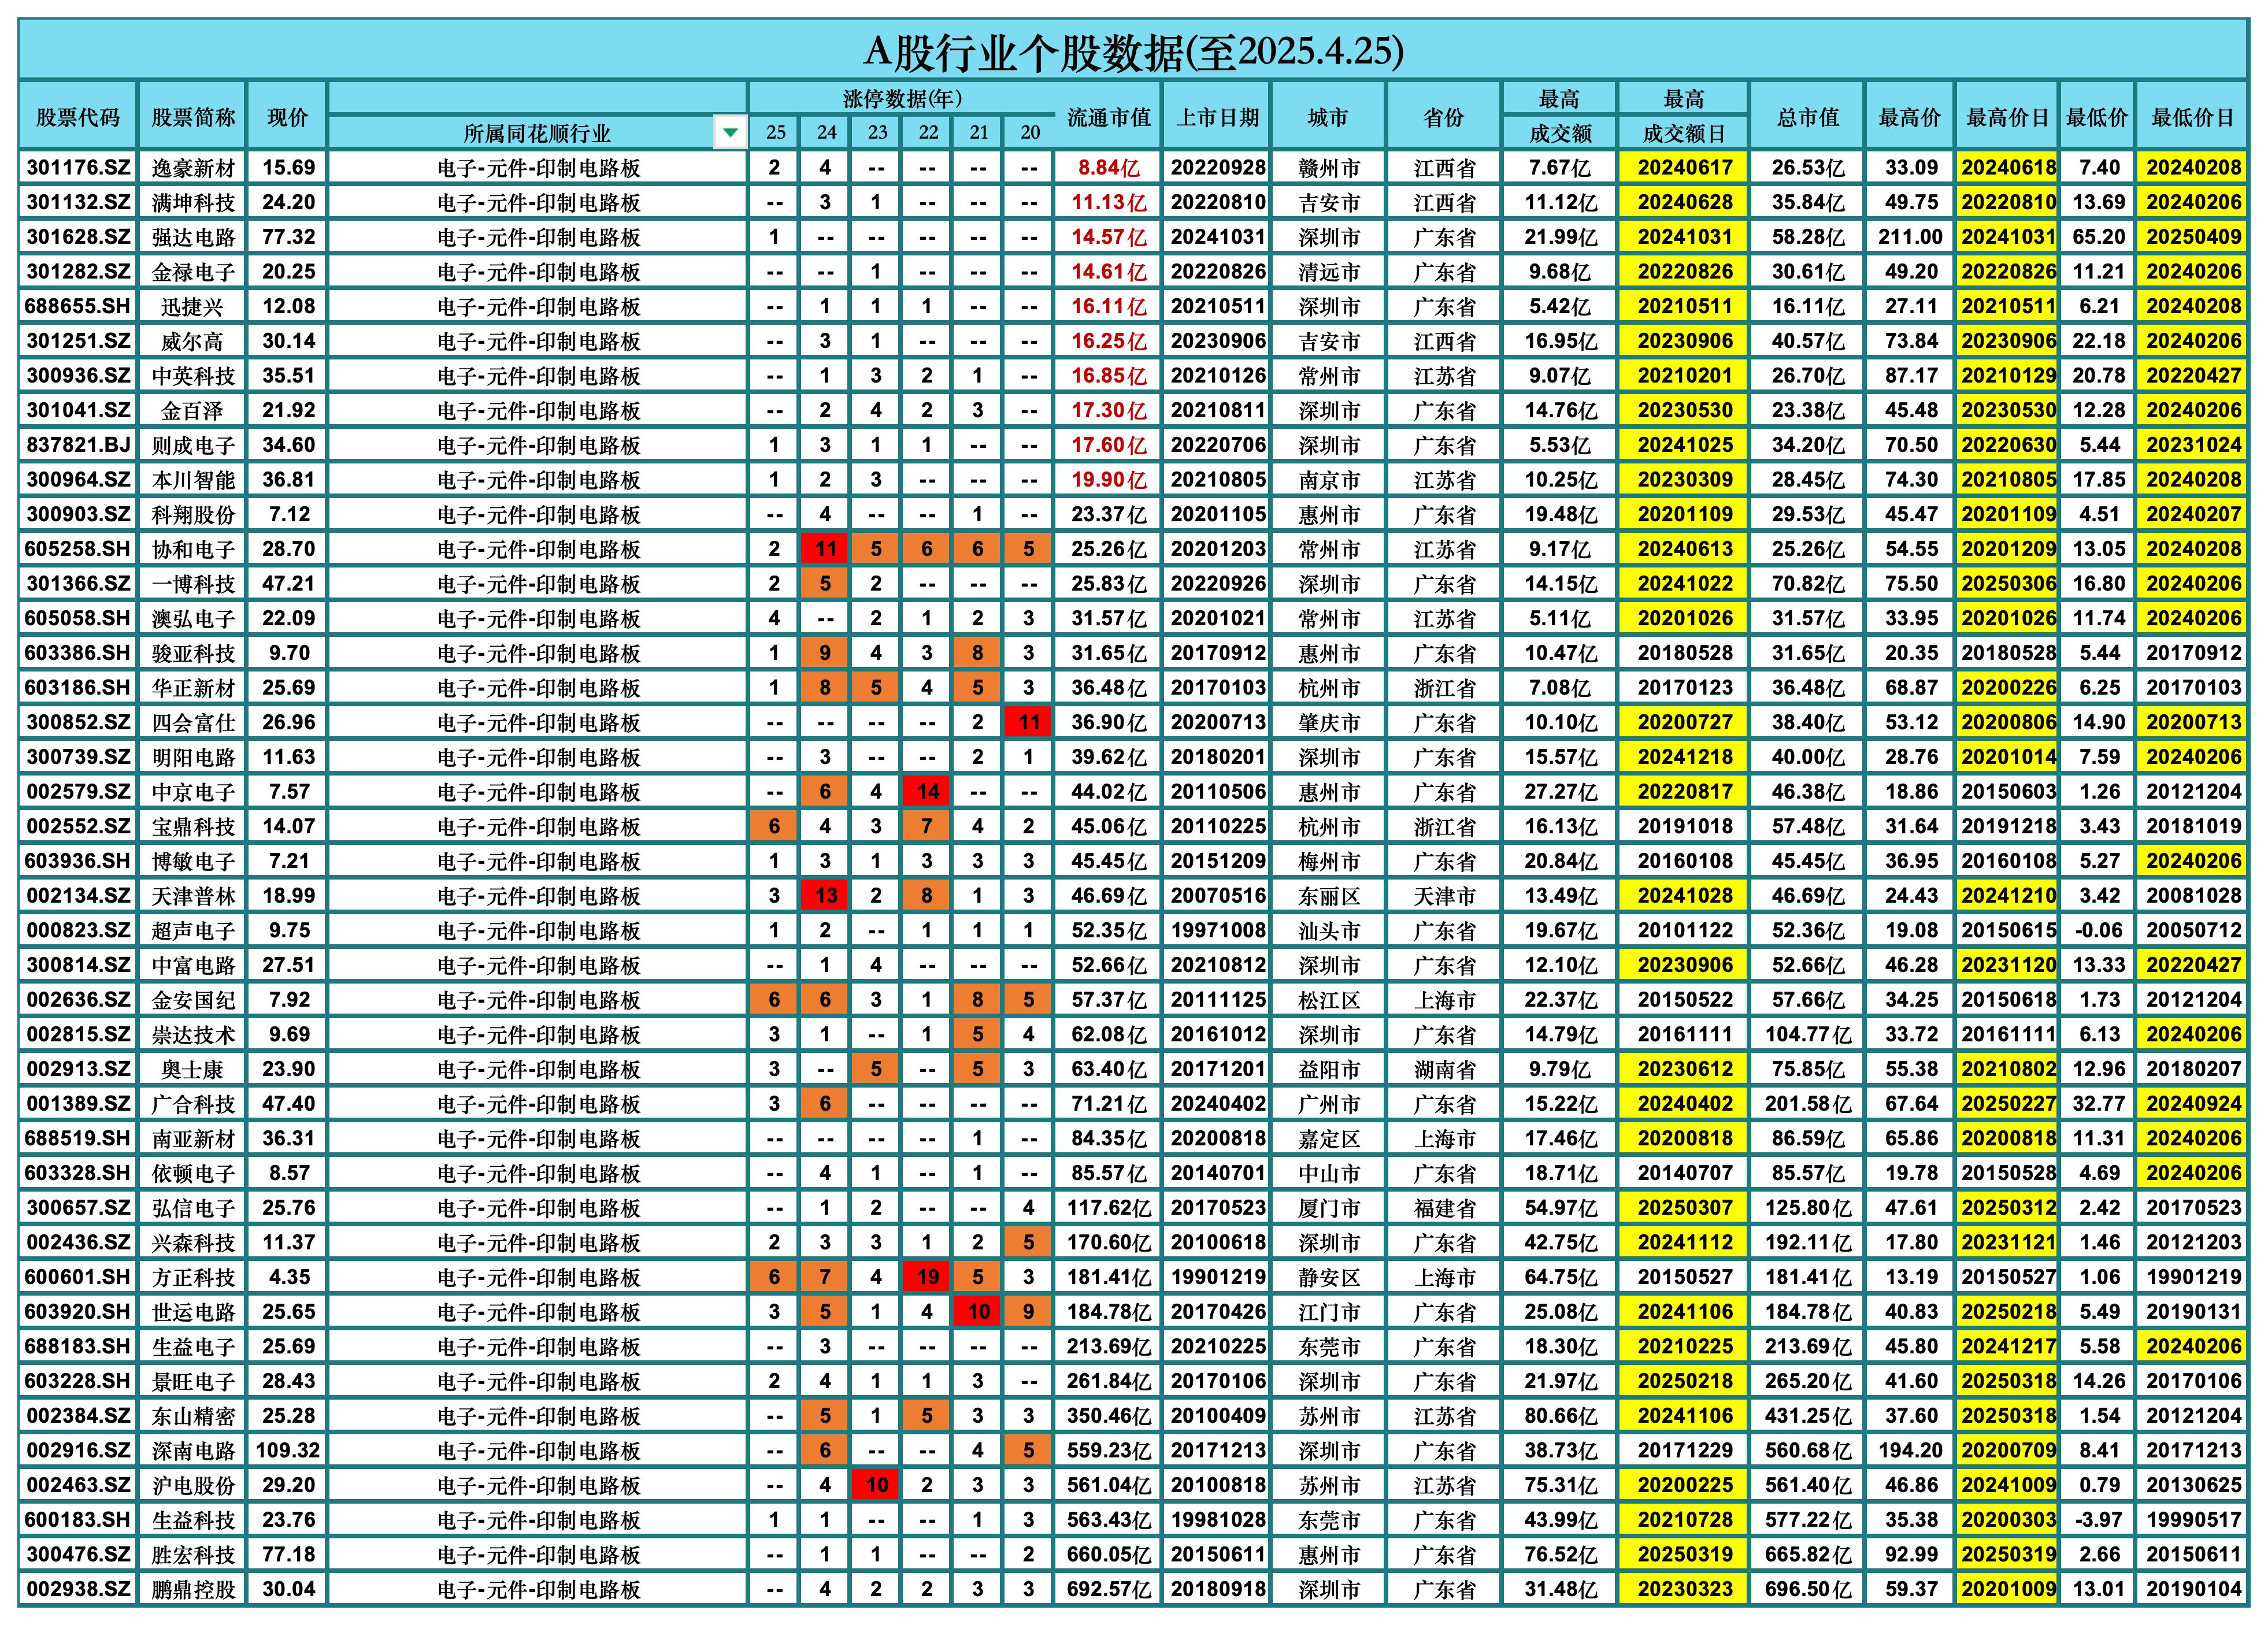 A股行业个股数据(至2025.4.25)
股票代码 股票简称 现价 所属同花顺行业 涨停数据(年) 25 24 23 22 21 20 流通市值 上市日期 城市 省份 最高成交额 最高成交额日 总市值 最高价 最高价日 最低价 最低价日
301176.SZ 逸豪新材 15.69 电子-元件-印制电路板 2 4 -- -- -- -- 8.84亿 20220928 赣州市 江西省 7.67亿 20240617 26.53亿 33.09 20240618 7.40 20240208
301132.SZ 满坤科技 24.20 电子-元件-印制电路板 -- 3 1 -- -- -- 11.13亿 20220810 吉安市 江西省 11.12亿 20240628 35.84亿 49.75 20220810 13.69 20240206
301628.SZ 强达电路 77.32 电子-元件-印制电路板 1 -- -- -- -- -- 14.57亿 20241031 深圳市 广东省 21.99亿 20241031 58.28亿 211.00 20241031 65.20 20250409
301282.SZ 金禄电子 20.25 电子-元件-印制电路板 -- -- 1 -- -- -- 14.61亿 20220826 清远市 广东省 9.68亿 20220826 30.61亿 49.20 20220826 11.21 20240206
688655.SH 迅捷兴 12.08 电子-元件-印制电路板 -- 1 1 1 -- -- 16.11亿 20210511 深圳市 广东省 5.42亿 20210511 16.11亿 27.11 20210511 6.21 20240208
301251.SZ 威尔高 30.14 电子-元件-印制电路板 -- 3 1 -- -- -- 16.25亿 20230906 吉安市 江西省 16.95亿 20230906 40.57亿 73.84 20230906 22.18 20240206
300936.SZ 中英科技 35.51 电子-元件-印制电路板 -- 1 3 2 1 -- 16.85亿 20210126 常州市 江苏省 9.07亿 20210201 26.70亿 87.17 20210129 20.78 20220427
301041.SZ 金百泽 21.92 电子-元件-印制电路板 -- 2 4 2 3 -- 17.30亿 20210811 深圳市 广东省 14.76亿 20230530 23.38亿 45.48 20230530 12.28 20240206
837821.BJ 则成电子 34.60 电子-元件-印制电路板 1 3 1 1 -- -- 17.60亿 20220706 深圳市 广东省 5.53亿 20241025 34.20亿 70.50 20220630 5.44 20231024
300964.SZ 本川智能 36.81 电子-元件-印制电路板 1 2 3 -- -- -- 19.90亿 20210805 南京市 江苏省 10.25亿 20230309 28.45亿 74.30 20210805 17.85 20240208
300903.SZ 科翔股份 7.12 电子-元件-印制电路板 -- 4 -- -- 1 -- 23.37亿 20201105 惠州市 广东省 19.48亿 20201109 29.53亿 45.47 20201109 4.51 20240207
605258.SH 协和电子 28.70 电子-元件-印制电路板 2 11 5 6 6 5 25.26亿 20201203 常州市 江苏省 9.17亿 20240613 25.26亿 54.55 20201209 13.05 20240208
301366.SZ 一博科技 47.21 电子-元件-印制电路板 2 5 2 -- -- -- 25.83亿 20220926 深圳市 广东省 14.15亿 20241022 70.82亿 75.50 20250306 16.80 20240206
605058.SH 澳弘电子 22.09 电子-元件-印制电路板 4 -- 2 1 2 3 31.57亿 20201021 常州市 江苏省 5.11亿 20201026 31.57亿 33.95 20201026 11.74 20240206
603386.SH 骏亚科技 9.70 电子-元件-印制电路板 1 9 4 3 8 3 31.65亿 20170912 惠州市 广东省 10.47亿 20180528 31.65亿 20.35 20180528 5.44 20170912
603186.SH 华正新材 25.69 电子-元件-印制电路板 1 8 5 4 5 3 36.48亿 20170103 杭州市 浙江省 7.08亿 20170123 36.48亿 68.87 20200226 6.25 20170103
300852.SZ 四会富仕 26.96 电子-元件-印制电路板 -- -- -- -- 2 11 36.90亿 20200713 肇庆市 广东省 10.10亿 20200727 38.40亿 53.12 20200806 14.90 20200713
300739.SZ 明阳电路 11.63 电子-元件-印制电路板 -- 3 -- -- 2 1 39.62亿 20180201 深圳市 广东省 15.57亿 20241218 40.00亿 28.76 20201014 7.59 20240206
002579.SZ 中京电子 7.57 电子-元件-印制电路板 -- 6 4 14 -- -- 44.02亿 20110506 惠州市 广东省 27.27亿 20220817 46.38亿 18.86 20150603 1.26 20121204
002552.SZ 宝鼎科技 14.07 电子-元件-印制电路板 6 4 3 7 4 2 45.06亿 20110225 杭州市 浙江省 16.13亿 20191018 57.48亿 31.64 20191218 3.43 20181019
603936.SH 博敏电子 7.21 电子-元件-印制电路板 1 3 1 3 3 3 45.45亿 20151209 梅州市 广东省 20.84亿 20160108 45.45亿 36.95 20160108 5.27 20240206
002134.SZ 天津普林 18.99 电子-元件-印制电路板 3 13 2 8 1 3 46.69亿 20070516 东丽区 天津市 13.49亿 20241028 46.69亿 24.43 20241210 3.42 20081028
000823.SZ 超声电子 9.75 电子-元件-印制电路板 1 2 -- 1 1 1 52.35亿 19971008 汕头市 广东省 19.67亿 20101122 52.36亿 19.08 20150615 -0.06 20050712
300814.SZ 中富电路 27.51 电子-元件-印制电路板 -- 1 4 -- -- -- 52.66亿 20210812 深圳市 广东省 12.10亿 20230906 52.66亿 46.28 20231120 13.33 20220427
002636.SZ 金安国纪 7.92 电子-元件-印制电路板 6 6 3 1 8 5 57.37亿 20111125 松江区 上海市 22.37亿 20150522 57.66亿 34.25 20150618 1.73 20121204
002815.SZ 崇达技术 9.69 电子-元件-印制电路板 3 1 -- 1 5 4 62.08亿 20161012 深圳市 广东省 14.79亿 20161111 104.77亿 33.72 20161111 6.13 20240206
002913.SZ 奥士康 23.90 电子-元件-印制电路板 3 -- 5 -- 5 3 63.40亿 20171201 益阳市 湖南省 9.79亿 20230612 75.85亿 55.38 20210802 12.96 20180207
001389.SZ 广合科技 47.40 电子-元件-印制电路板 3 6 -- -- -- -- 71.21亿 20240402 广州市 广东省 15.22亿 20240402 201.58亿 67.64 20250227 32.77 20240924
688519.SH 南亚新材 36.31 电子-元件-印制电路板 -- -- -- -- 1 -- 84.35亿 20200818 嘉定区 上海市 17.46亿 20200818 86.59亿 65.86 20200818 11.31 20240206
603328.SH 依顿电子 8.57 电子-元件-印制电路板 -- 4 1 -- 1 -- 85.57亿 20140701 中山市 广东省 18.71亿 20140707 85.57亿 19.78 20150528 4.69 20240206
300657.SZ 弘信电子 25.76 电子-元件-印制电路板 -- 1 2 -- -- 4 117.62亿 20170523 厦门市 福建省 54.97亿 20250307 125.80亿 47.61 20250312 2.42 20170523
002436.SZ 兴森科技 11.37 电子-元件-印制电路板 2 3 3 1 2 5 170.60亿 20100618 深圳市 广东省 42.75亿 20241112 192.11亿 17.80 20231121 1.46 20121203
600601.SH 方正科技 4.35 电子-元件-印制电路板 6 7 4 19 5 3 181.41亿 19901219 静安区 上海市 64.75亿 20150527 181.41亿 13.19 20150527 1.06 19901219
603920.SH 世运电路 25.65 电子-元件-印制电路板 3 5 1 4 10 9 184.78亿 20170426 江门市 广东省 25.08亿 20241106 184.78亿 40.83 20250218 5.49 20190131
688183.SH 生益电子 25.69 电子-元件-印制电路板 -- 3 -- -- -- -- 213.69亿 20210225 东莞市 广东省 18.30亿 20210225 213.69亿 45.80 20241217 5.58 20240206
603228.SH 景旺电子 28.43 电子-元件-印制电路板 2 4 1 1 3 -- 261.84亿 20170106 深圳市 广东省 21.97亿 20250218 265.20亿 41.60 20250318 14.26 20170106
002384.SZ 东山精密 25.28 电子-元件-印制电路板 -- 5 1 5 3 3 350.46亿 20100409 苏州市 江苏省 80.66亿 20241106 431.25亿 37.60 20250318 1.54 20121204
002916.SZ 深南电路 109.32 电子-元件-印制电路板 -- 6 -- -- 4 5 559.23亿 20171213 深圳市 广东省 38.73亿 20171229 560.68亿 194.20 20200709 8.41 20171213
002463.SZ 沪电股份 29.20 电子-元件-印制电路板 -- 4 10 2 3 3 561.04亿 20100818 苏州市 江苏省 75.31亿 20200225 561.40亿 46.86 20241009 0.79 20130625
600183.SH 生益科技 23.76 电子-元件-印制电路板 1 1 -- -- 1 3 563.43亿 19981028 东莞市 广东省 43.99亿 20210728 577.22亿 35.38 20200303 -3.97 19990517
300476.SZ 胜宏科技 77.18 电子-元件-印制电路板 -- 1 1 -- -- 2 660.05亿 20150611 惠州市 广东省 76.52亿 20250319 665.82亿 92.99 20250319 2.66 20150611
002938.SZ 鹏鼎控股 30.04 电子-元件-印制电路板 -- 4 2 2 3 3 692.57亿 20180918 深圳市 广东省 31.48亿 20230323 696.50亿 59.37 20201009 13.01 20190104